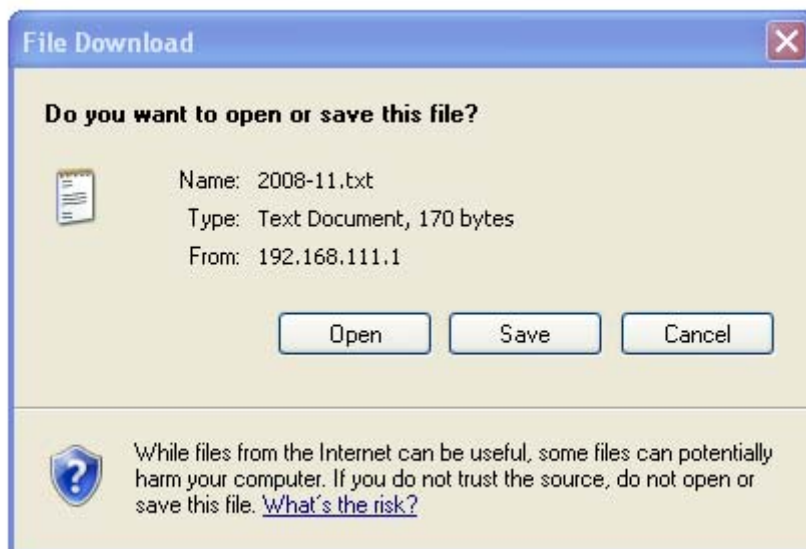 File Download
Do you want to open or save this file?
Name: 2008-11.txt
Type: Text Document, 170 bytes
From: 192.168.111.1
Open Save Cancel
While files from the Internet can be useful, some files can potentially
harm your computer. If you do not trust the source, do not open or
save this file. What's the risk?